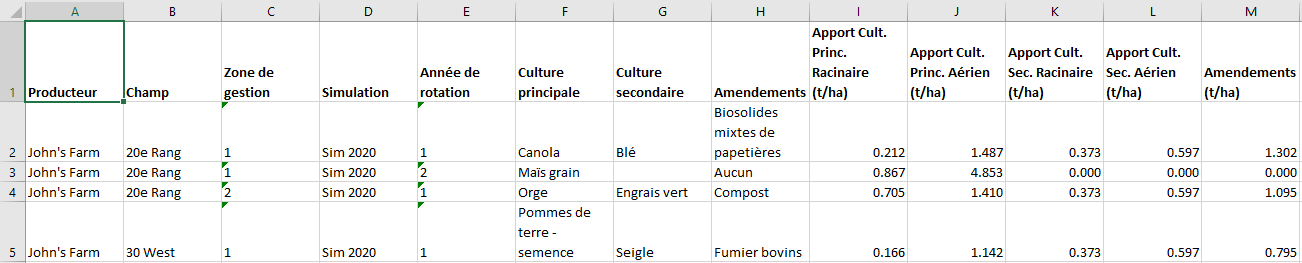 A B C D E F G H I J K L M
1 Producteur Champ Zone de gestion Simulation Année de rotation Culture principale Culture secondaire Amendements Apport Cult. Princ. Racinaire (t/ha) Apport Cult. Princ. Aérien (t/ha) Apport Cult. Sec. Racinaire (t/ha) Apport Cult. Sec. Aérien (t/ha) Amendements (t/ha)
2 John's Farm 20e Rang 1 Sim 2020 1 Canola Blé Biosolides mixtes de papetières 0.212 1.487 0.373 0.597 1.302
3 John's Farm 20e Rang 1 Sim 2020 2 Maïs grain Aucun 0.867 4.853 0.000 0.000 0.000
4 John's Farm 20e Rang 2 Sim 2020 1 Orge Engrais vert Compost 0.705 1.410 0.373 0.597 1.095
5 John's Farm 30 West 1 Sim 2020 1 Pommes de terre - semence Seigle Fumier bovins 0.166 1.142 0.373 0.597 0.795